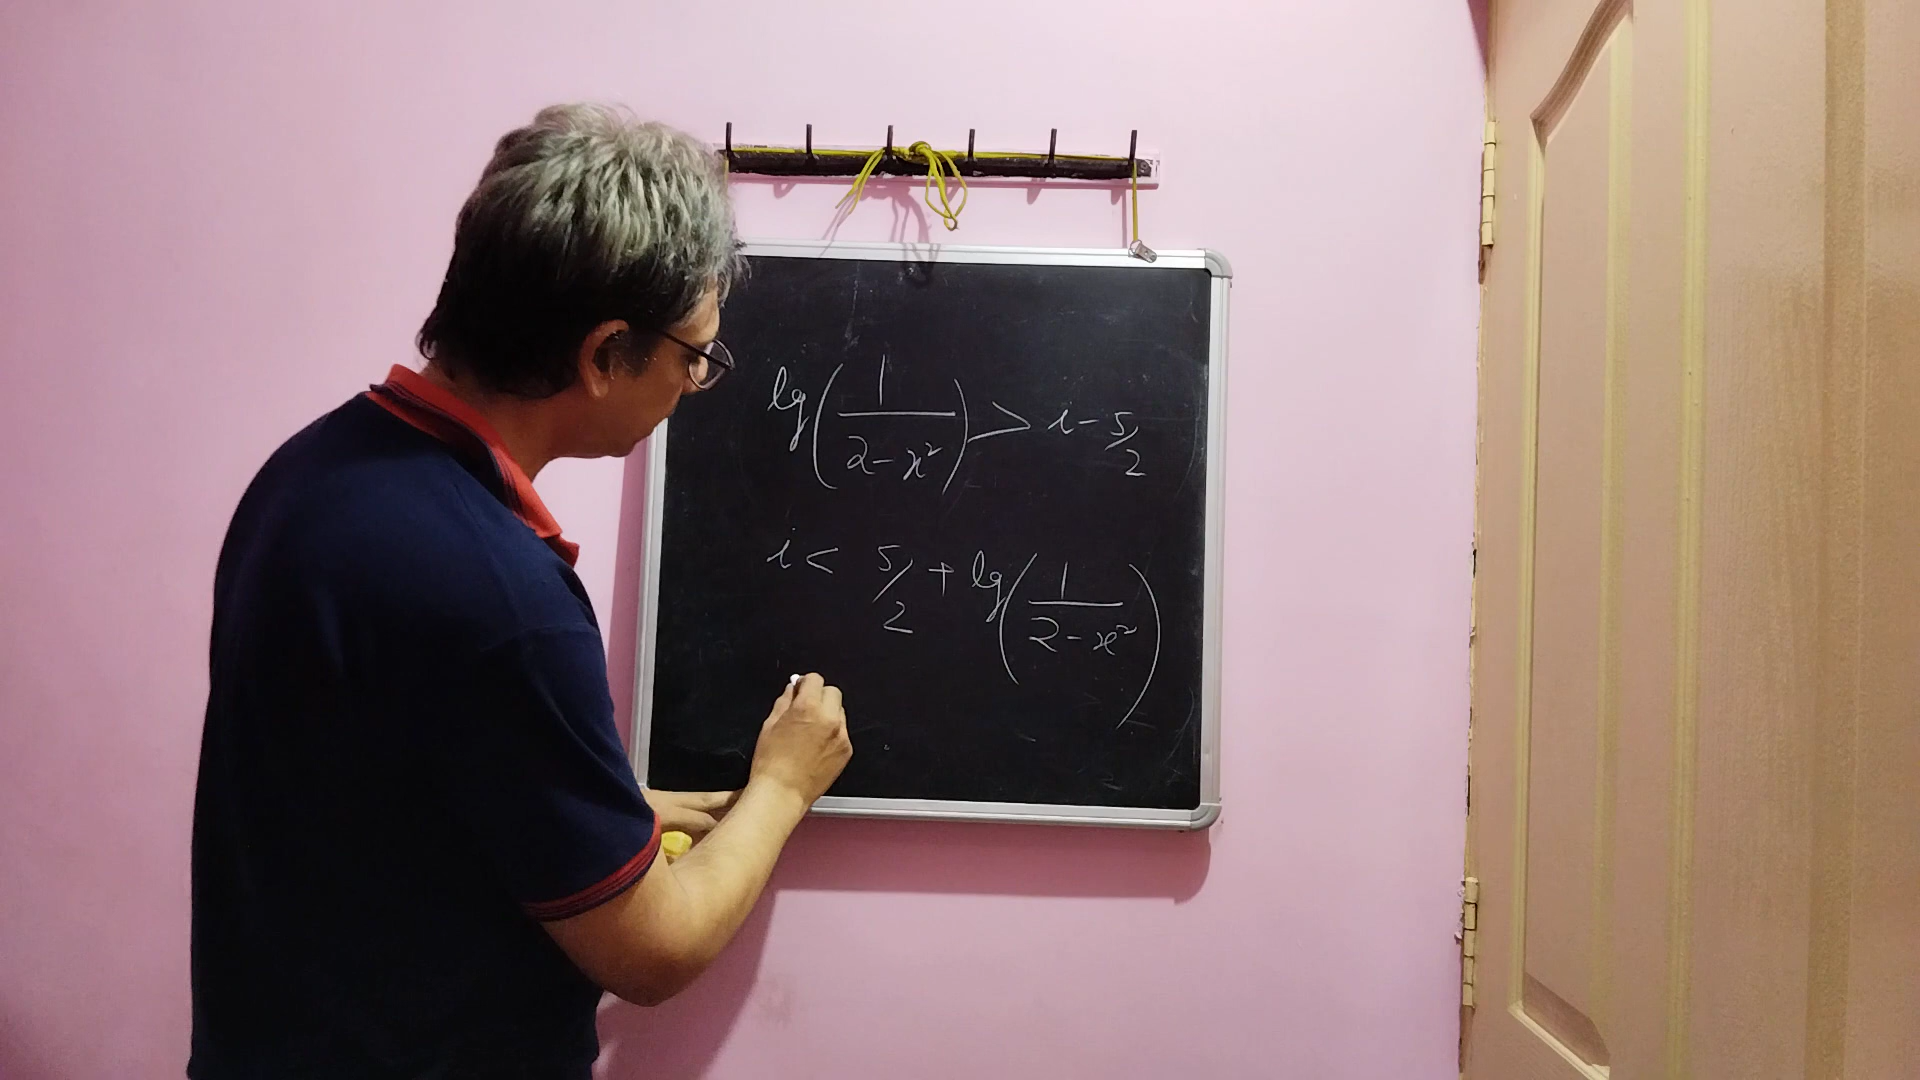 lg(1/(2-x²)) > i - 5/2
i < 5/2 + lg(1/(2-x²))